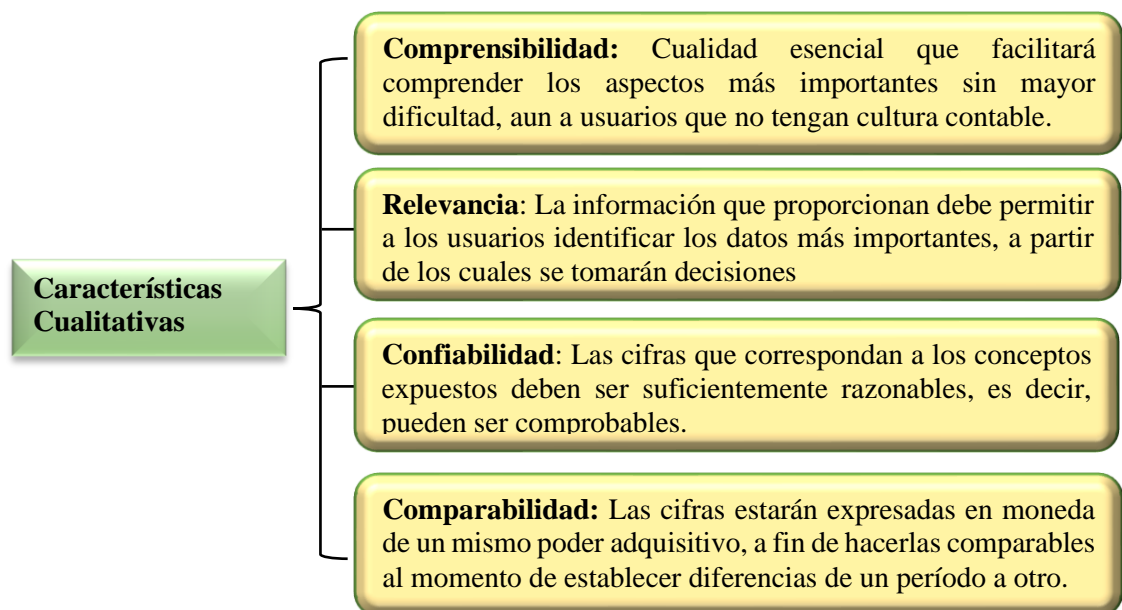 Comprensibilidad: Cualidad esencial que facilitará
comprender los aspectos más importantes sin mayor
dificultad, aun a usuarios que no tengan cultura contable.
Relevancia: La información que proporcionan debe permitir
a los usuarios identificar los datos más importantes, a partir
de los cuales se tomarán decisiones
Características
Cualitativas
Confiabilidad: Las cifras que correspondan a los conceptos
expuestos deben ser suficientemente razonables, es decir,
pueden ser comprobables.
Comparabilidad: Las cifras estarán expresadas en moneda
de un mismo poder adquisitivo, a fin de hacerlas comparables
al momento de establecer diferencias de un período a otro.